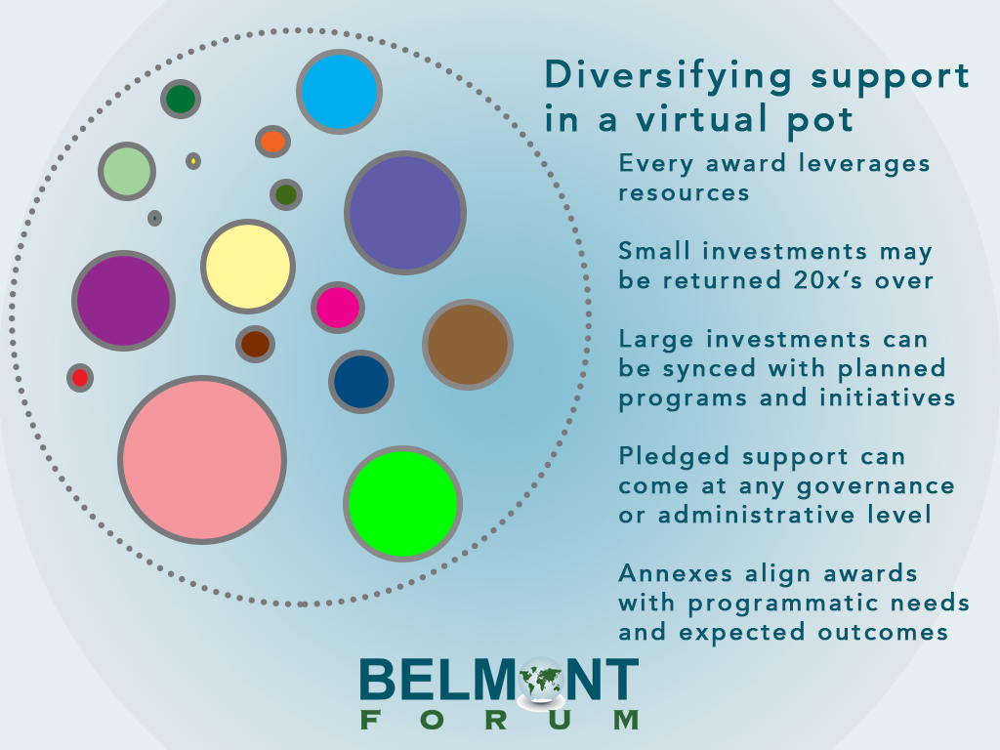 Diversifying support
in a virtual pot
Every award leverages
resources
Small investments may
be returned 20x’s over
Large investments can
be synced with planned
programs and initiatives
Pledged support can
come at any governance
or administrative level
Annexes align awards
with programmatic needs
and expected outcomes
BELMONT
FORUM